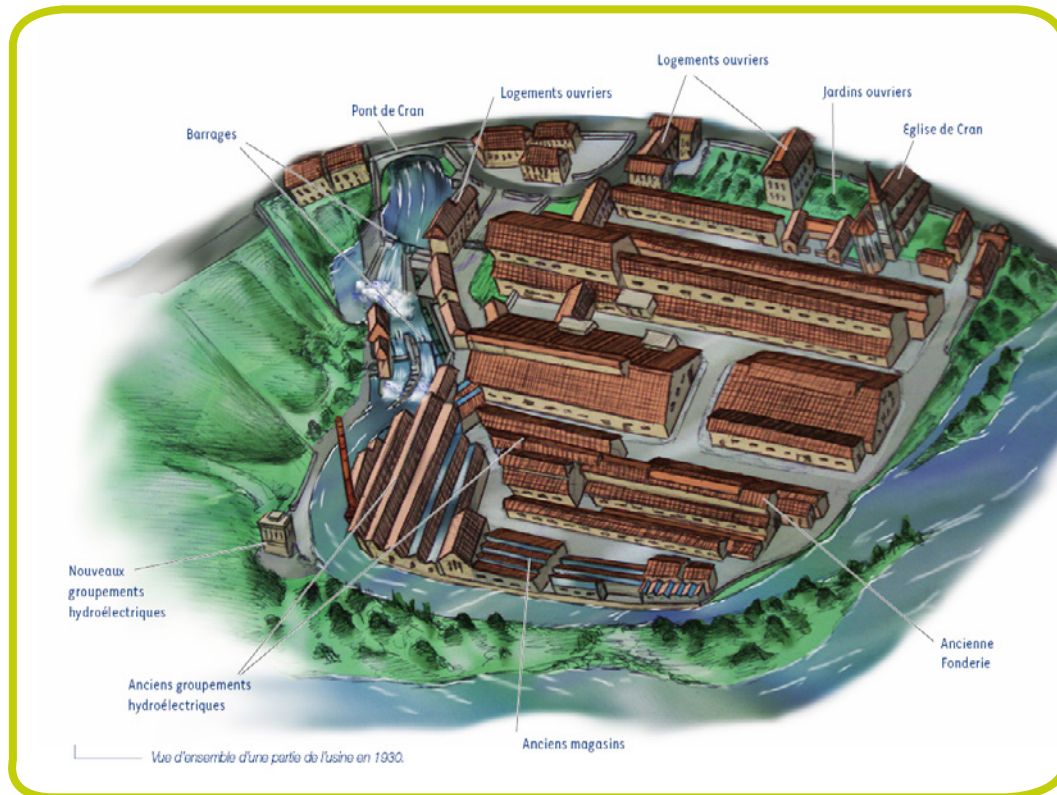 Logements ouvriers
Logements ouvriers
Jardins ouvriers
Pont de Cran
Eglise de Cran
Barrages
Nouveaux
groupements
hydroélectriques
Ancienne
Fonderie
Anciens groupements
hydroélectriques
Anciens magasins
Vue d'ensemble d'une partie de l'usine en 1930.